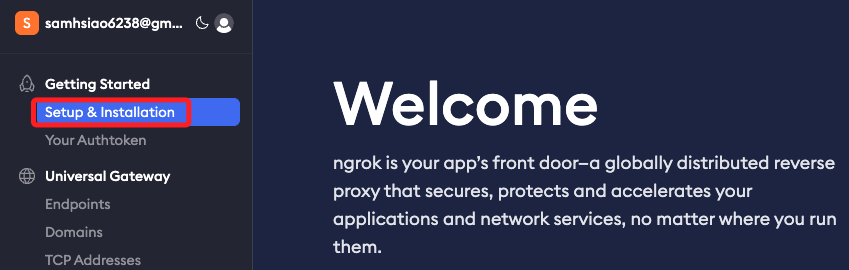 S samhsiao6238@gm...
Getting Started
Setup & Installation
Your Authtoken
Universal Gateway
Endpoints
Domains
TCP Addresses
Welcome
ngrok is your app's front door—a globally distributed reverse
proxy that secures, protects and accelerates your
applications and network services, no matter where you run
them.